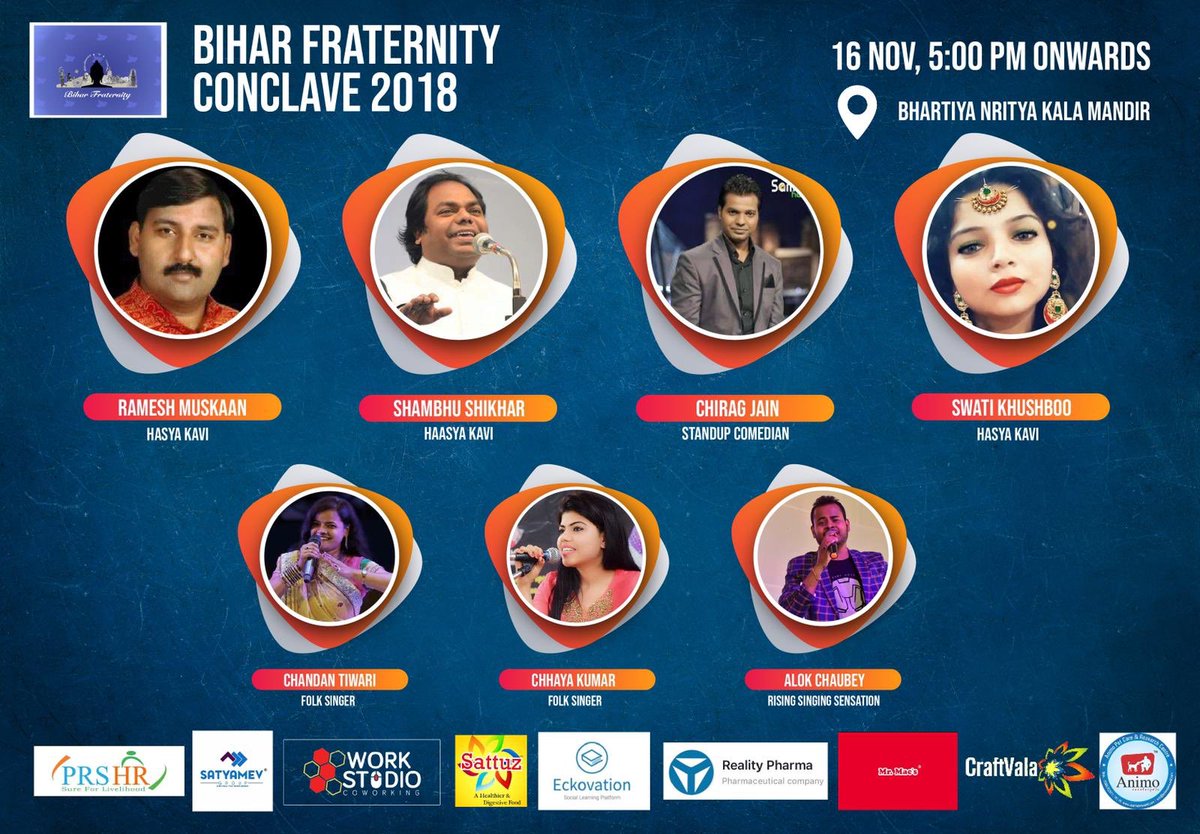 BIHAR FRATERNITY
CONCLAVE 2018
Bihar Fraternity
16 NOV, 5:00 PM ONWARDS
BHARTIYA NRITYA KALA MANDIR
RAMESH MUSKAAN
HASYA KAVI
SHAMBHU SHIKHAR
HAASYA KAVI
CHIRAG JAIN
STANDUP COMEDIAN
SWATI KHUSHBOO
HASYA KAVI
CHANDAN TIWARI
FOLK SINGER
CHHAYA KUMAR
FOLK SINGER
ALOK CHAUBEY
RISING SINGING SENSATION
PRSHR
Sure For Livelihood
SATYAMEV
GROUP
WORK
STUDIO
COWORKING
Sattuz
A Healthier &
Digestive Food
Eckovation
Social Learning Platform
Reality Pharma
Pharmaceutical company
Mr. Mac's
CraftVala
Animo